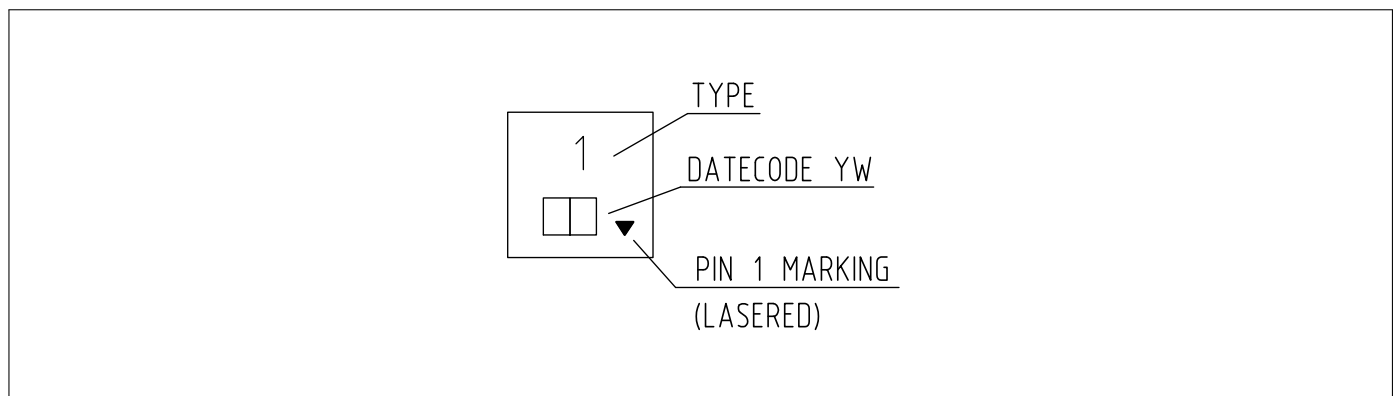 TYPE
1
DATECODE YW
PIN 1 MARKING
(LASERED)